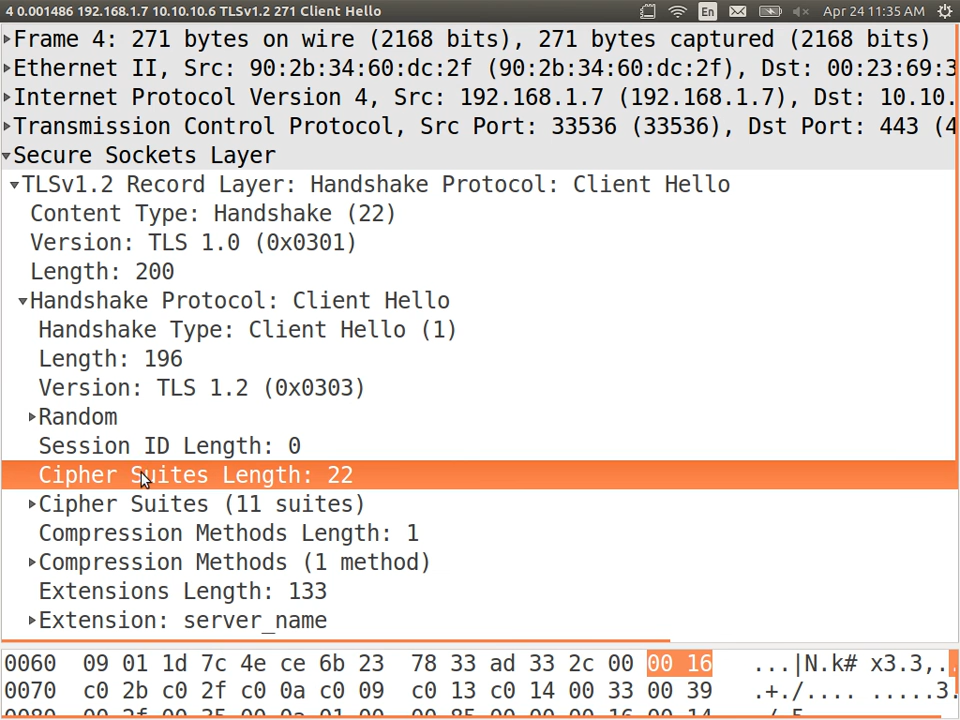 4 0.001486 192.168.1.7 10.10.10.6 TLSv1.2 271 Client Hello En Apr 24 11:35 AM
Frame 4: 271 bytes on wire (2168 bits), 271 bytes captured (2168 bits)
Ethernet II, Src: 90:2b:34:60:dc:2f (90:2b:34:60:dc:2f), Dst: 00:23:69:3
Internet Protocol Version 4, Src: 192.168.1.7 (192.168.1.7), Dst: 10.10.
Transmission Control Protocol, Src Port: 33536 (33536), Dst Port: 443 (4
Secure Sockets Layer
TLSv1.2 Record Layer: Handshake Protocol: Client Hello
Content Type: Handshake (22)
Version: TLS 1.0 (0x0301)
Length: 200
Handshake Protocol: Client Hello
Handshake Type: Client Hello (1)
Length: 196
Version: TLS 1.2 (0x0303)
Random
Session ID Length: 0
Cipher Suites Length: 22
Cipher Suites (11 suites)
Compression Methods Length: 1
Compression Methods (1 method)
Extensions Length: 133
Extension: server_name
0060 09 01 1d 7c 4e ce 6b 23 78 33 ad 33 2c 00 00 16 ...|N.k# x3.3,..
0070 c0 2b c0 2f c0 0a c0 09 c0 13 c0 14 00 33 00 39 .+./.... .....3.